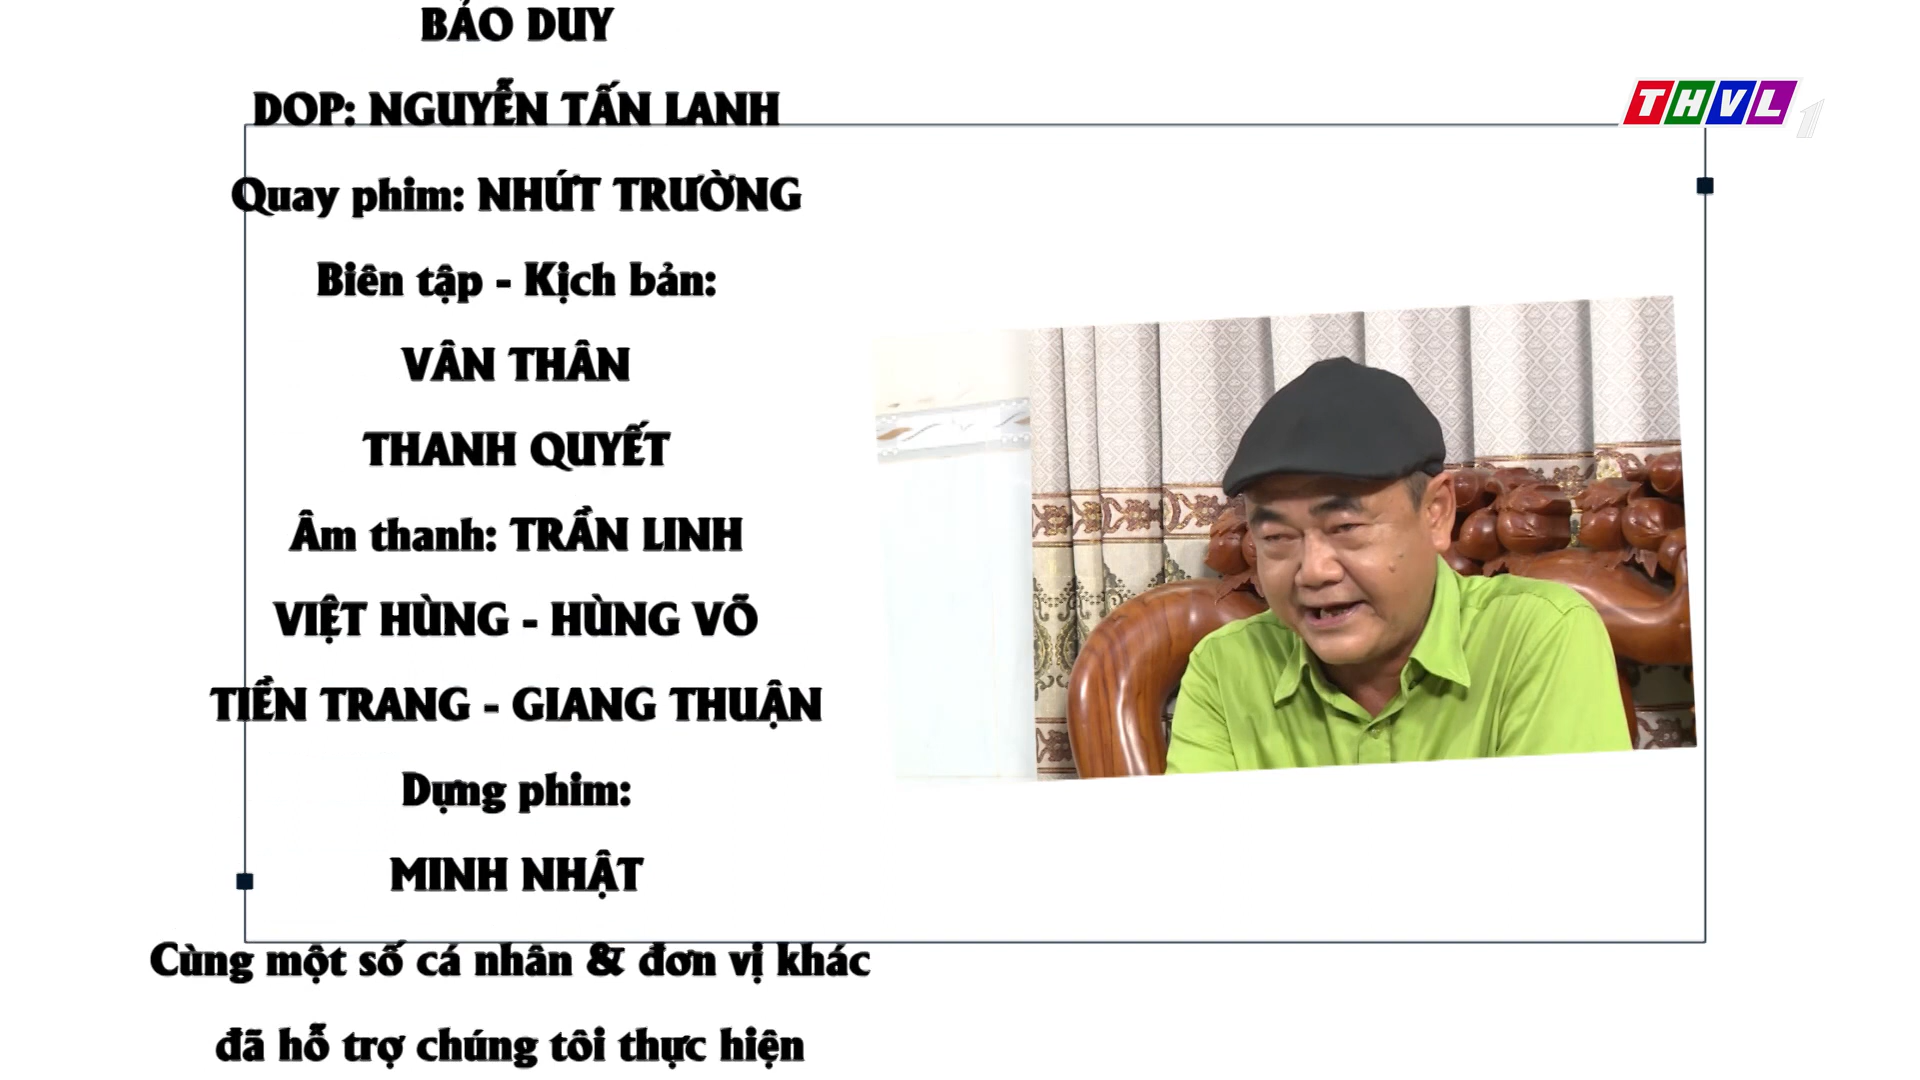 BẢO DUY
DOP: NGUYỄN TẤN LANH
THVL1
Quay phim: NHỨT TRƯỜNG
Biên tập - Kịch bản:
VÂN THÂN
THANH QUYẾT
Âm thanh: TRẦN LINH
VIỆT HÙNG - HÙNG VÕ
TIỀN TRANG - GIANG THUẬN
Dựng phim:
MINH NHẬT
Cùng một số cá nhân & đơn vị khác
đã hỗ trợ chúng tôi thực hiện